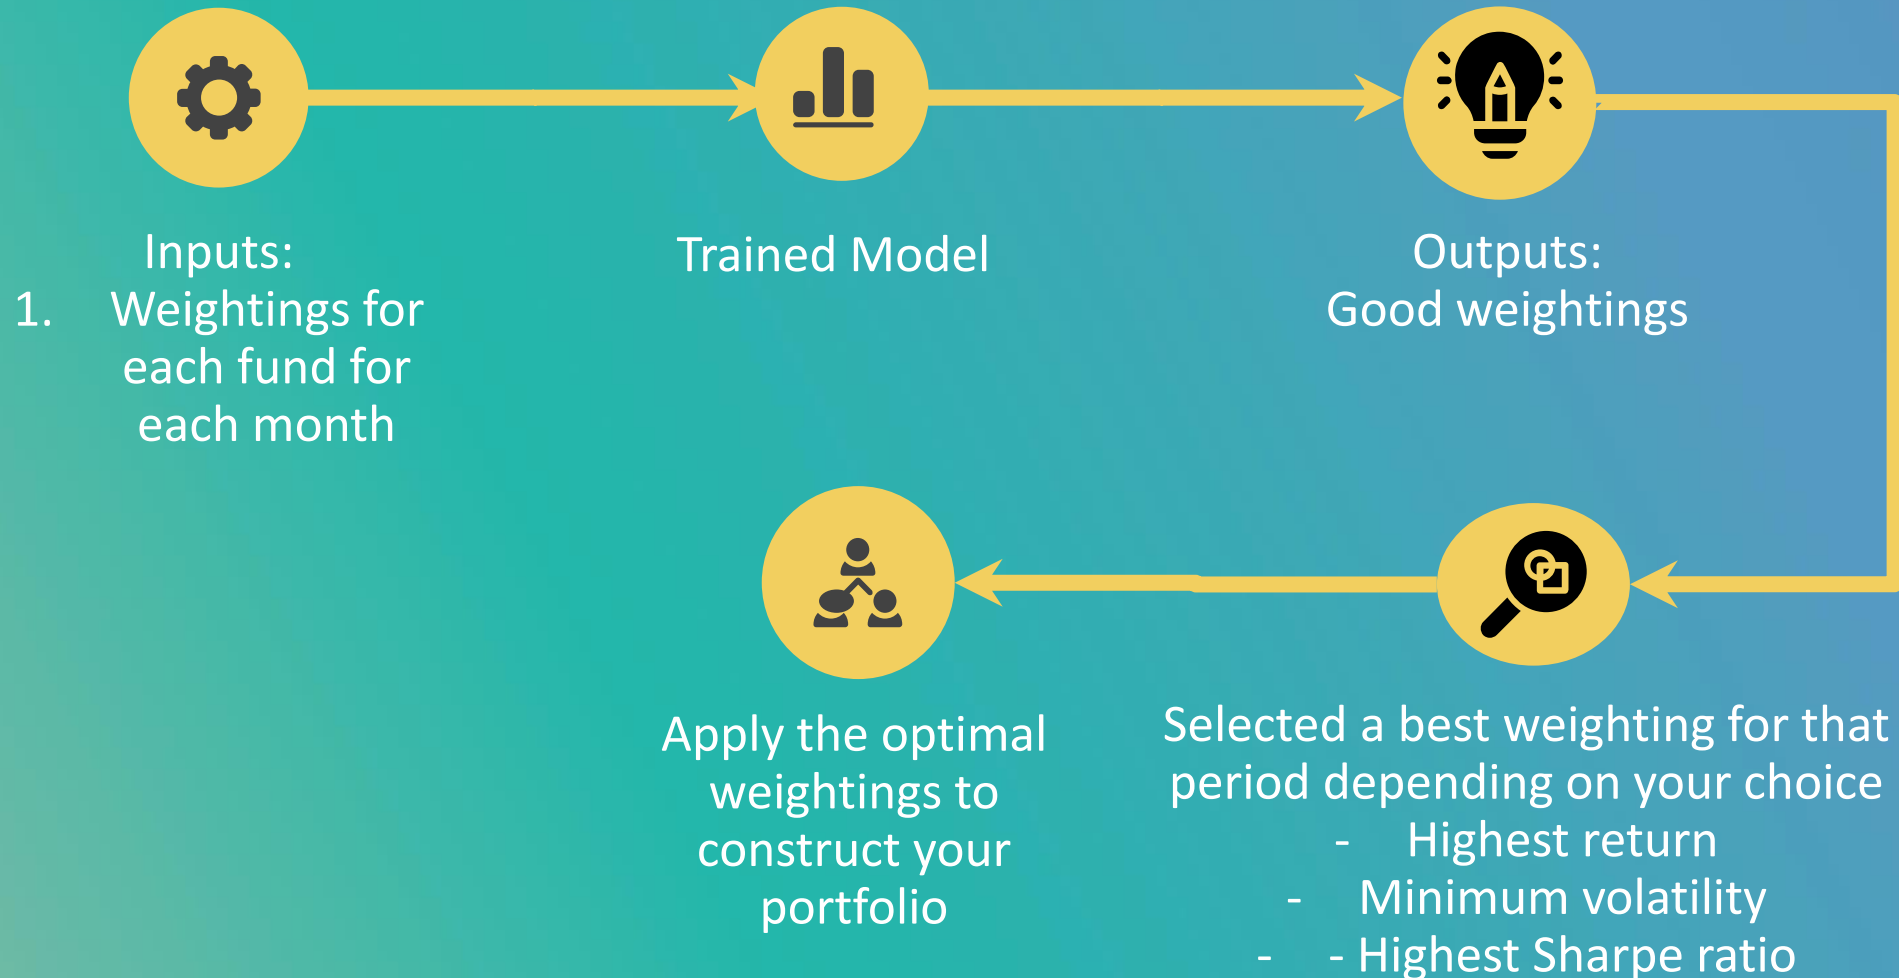 Inputs:
1. Weightings for
each fund for
each month
Trained Model
Outputs:
Good weightings
Apply the optimal
weightings to
construct your
portfolio
Selected a best weighting for that
period depending on your choice
- Highest return
- Minimum volatility
- - Highest Sharpe ratio